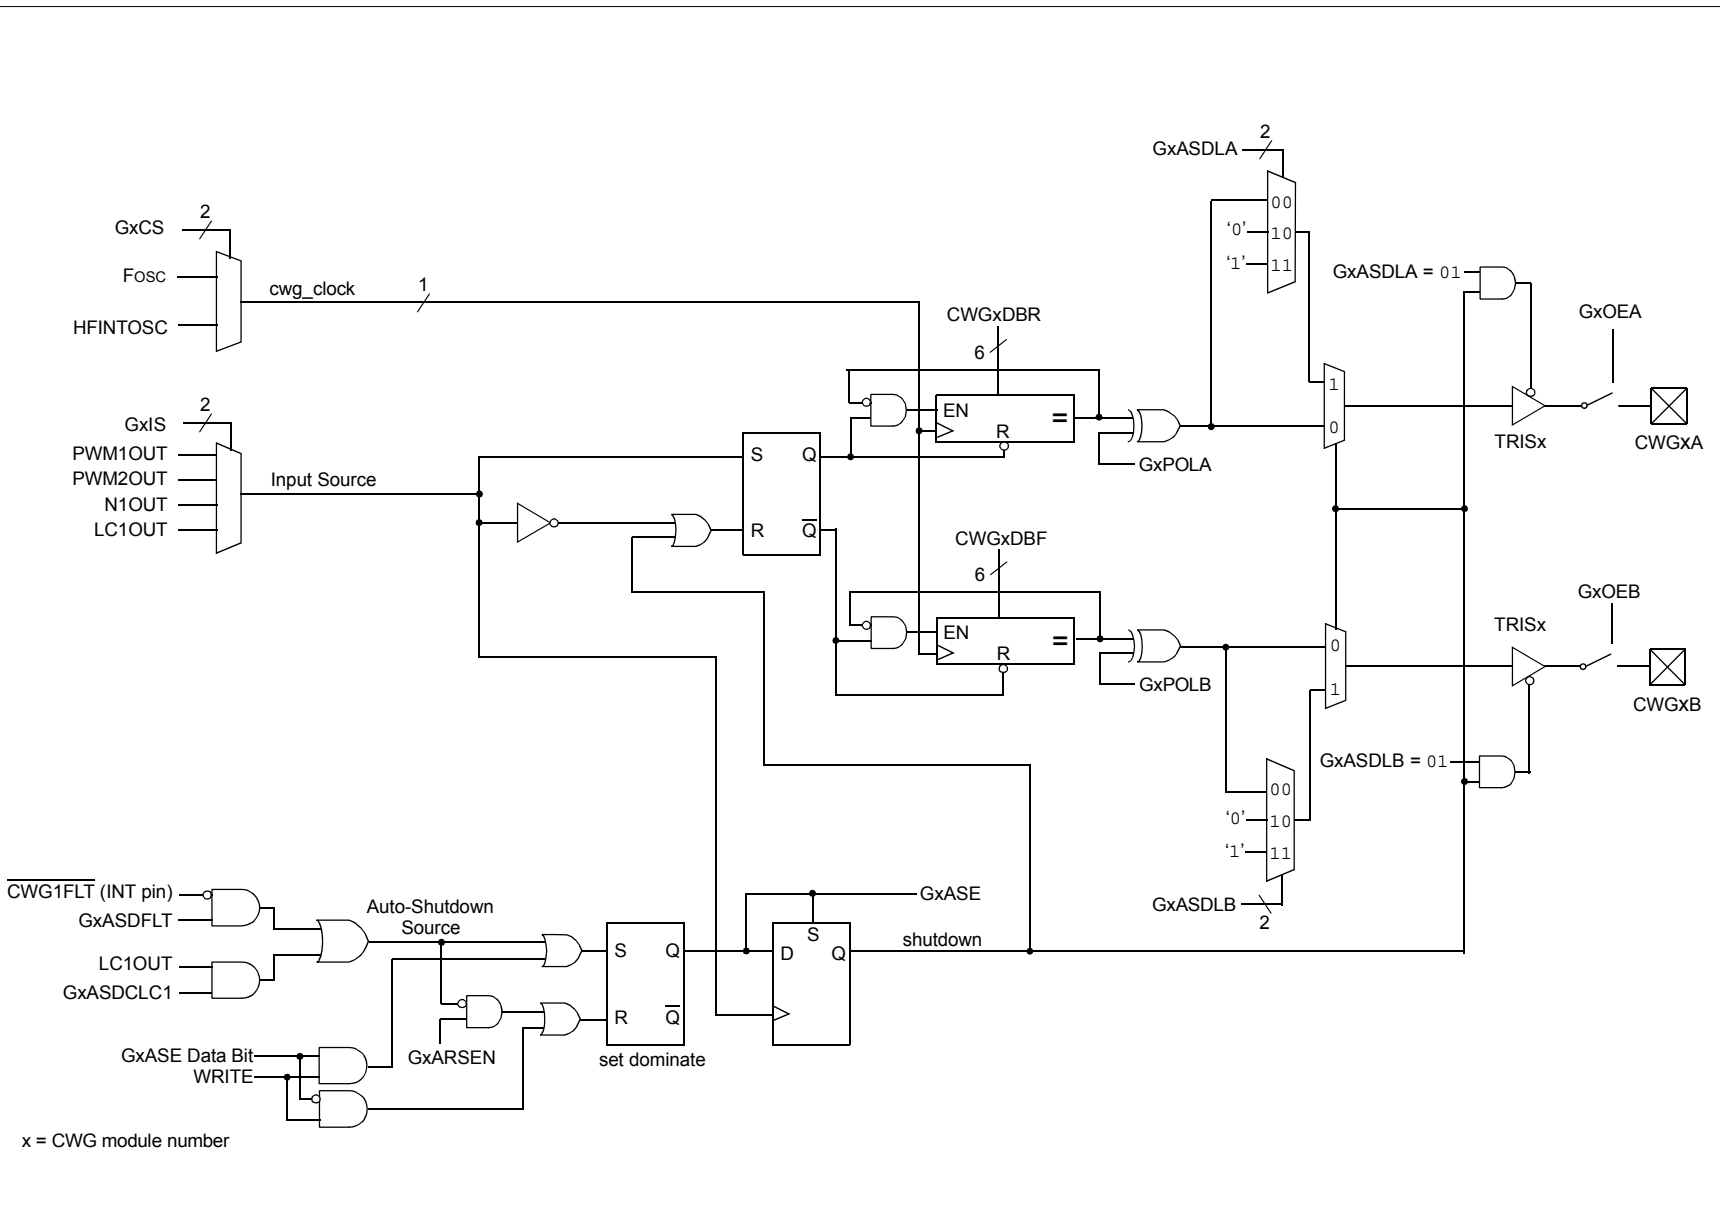 GxASDLA 2
00
‘0’ 10
‘1’ 11
GxCS 2
FOSC
HFINTOSC
cwg_clock 1
GxASDLA = 01
GxOEA
CWGxDBR
6
EN
=
R
GxPOLA
1
0
TRISx
CWGxA
GxIS 2
PWM1OUT
PWM2OUT
N1OUT
LC1OUT
Input Source
S Q
R Q
CWGxDBF
6
EN
=
R
GxPOLB
0
1
TRISx
GxOEB
CWGxB
GxASDLB = 01
00
‘0’ 10
‘1’ 11
GxASDLB 2
CWG1FLT (INT pin)
GxASDFLT
LC1OUT
GxASDCLC1
Auto-Shutdown
Source
GxARSEN
GxASE Data Bit
WRITE
S Q
R Q
set dominate
GxASE
S
D Q
shutdown
x = CWG module number